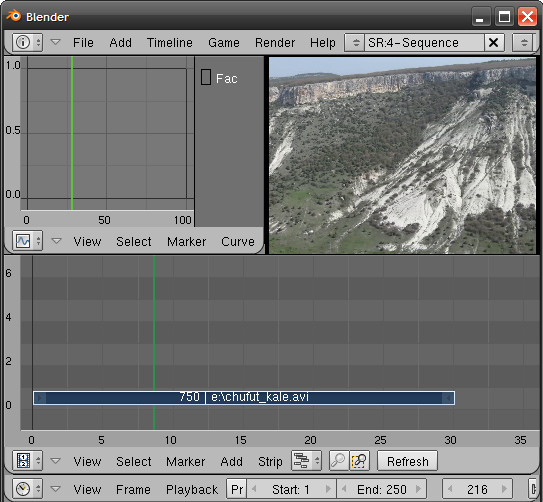 Blender
File Add Timeline Game Render Help SR:4-Sequence
1.0
Fac
0.5
0.0
0 50 100
View Select Marker Curve
6
4
2
750 | e:\chufut_kale.avi
0
0 5 10 15 20 25 30 35
View Select Marker Add Strip Refresh
View Frame Playback Pr Start: 1 End: 250 216